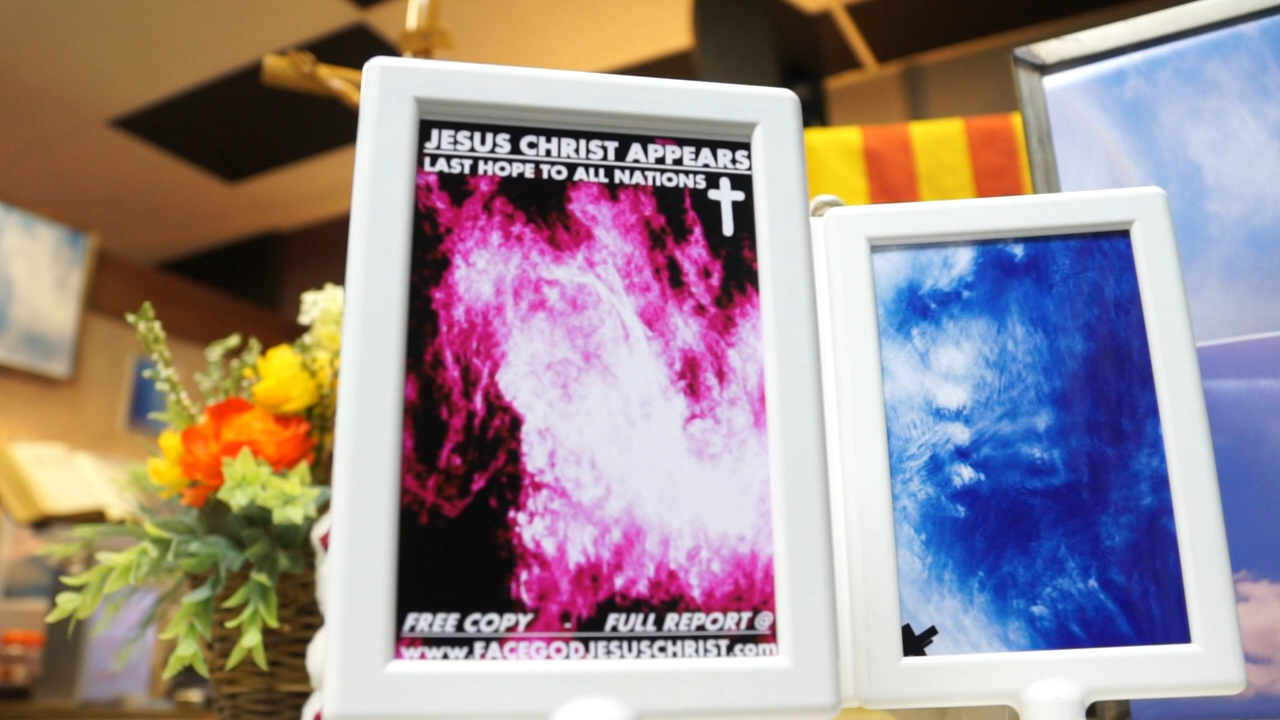 JESUS CHRIST APPEARS
LAST HOPE TO ALL NATIONS
FREE COPY - FULL REPORT @
www.FACEGODJESUSCHRIST.com